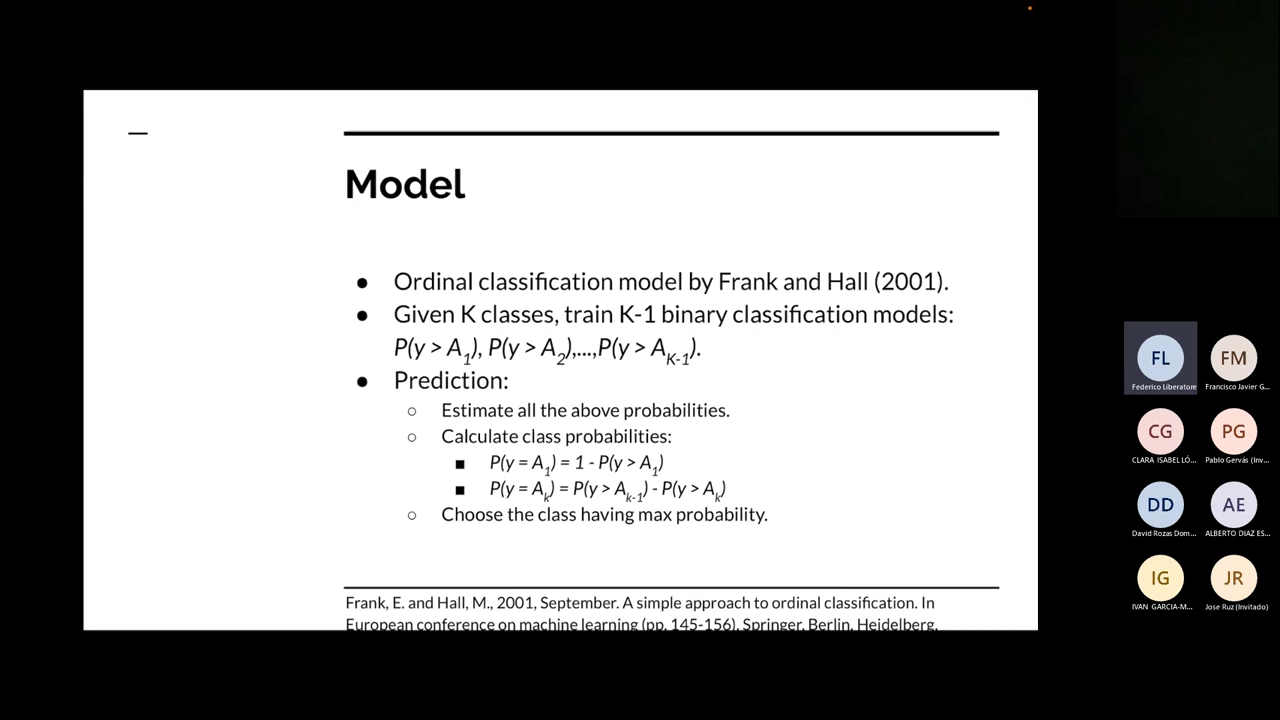 Model
● Ordinal classification model by Frank and Hall (2001).
● Given K classes, train K-1 binary classification models:
P(y > A1), P(y > A2),...,P(y > AK-1).
● Prediction:
○ Estimate all the above probabilities.
○ Calculate class probabilities:
■ P(y = A1) = 1 - P(y > A1)
■ P(y = Ak) = P(y > Ak-1) - P(y > Ak)
○ Choose the class having max probability.
Frank, E. and Hall, M., 2001, September. A simple approach to ordinal classification. In
European conference on machine learning (pp. 145-156). Springer, Berlin, Heidelberg.
FL
FM
Federico Liberatore
Francisco Javier G...
CG
PG
CLARA ISABEL LÓ...
Pablo Gervás (Inv...
DD
AE
David Rozas Dom...
ALBERTO DIAZ ES...
IG
JR
IVAN GARCIA-M...
Jose Ruz (Invitado)